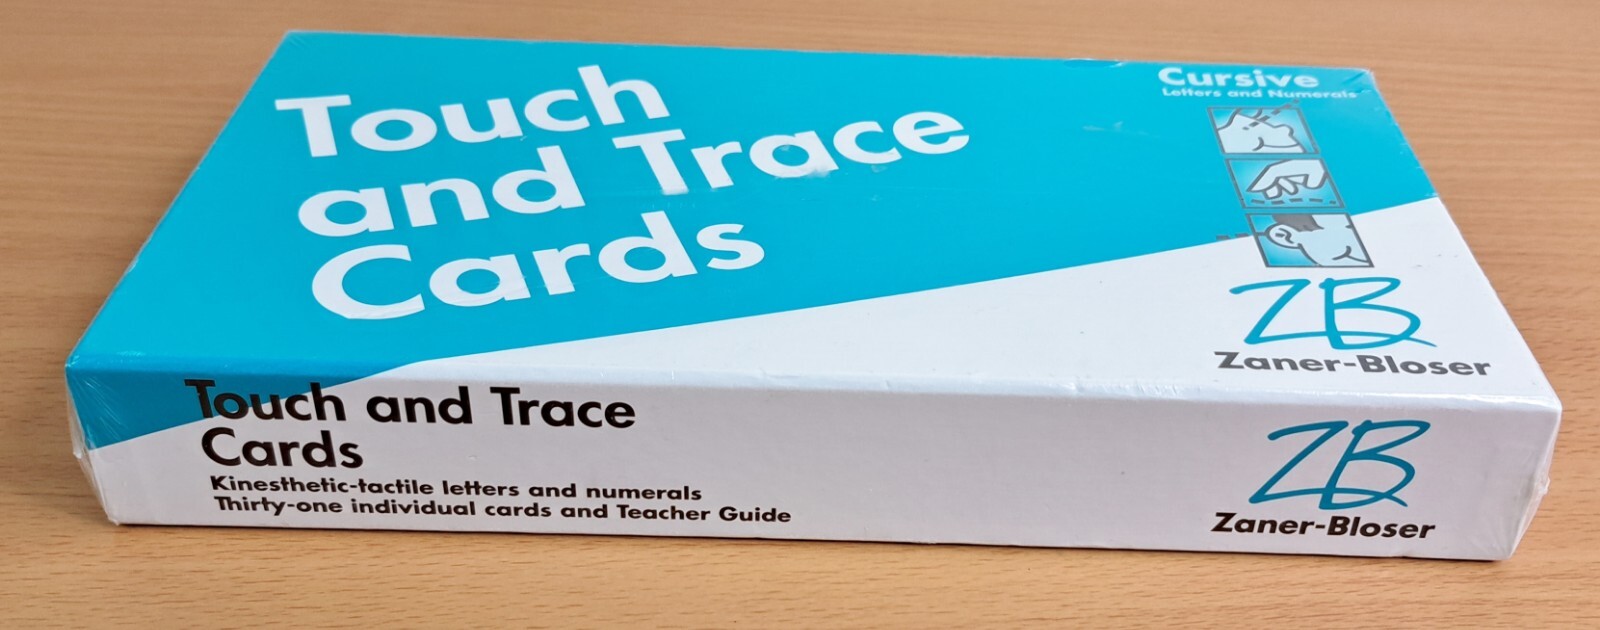 Touch
and Trace
Cards
Cursive
Letters and Numerals
ZB
Zaner-Bloser
Touch and Trace
Cards
Kinesthetic-tactile letters and numerals
Thirty-one individual cards and Teacher Guide
ZB
Zaner-Bloser